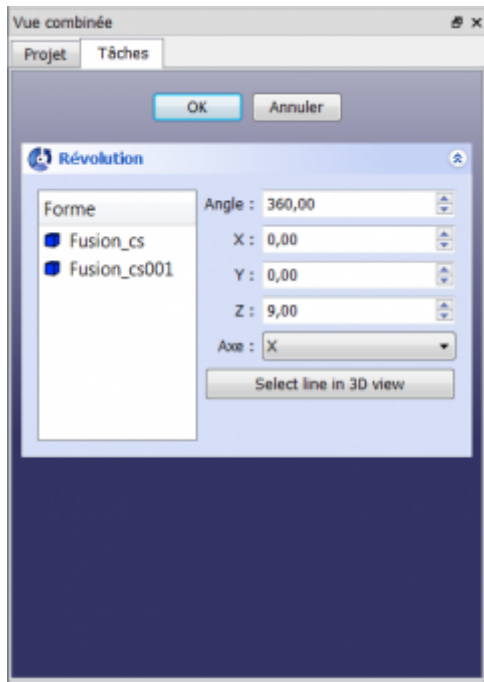 Vue combinée
Projet Tâches
OK Annuler
Révolution
Forme
Fusion_cs
Fusion_cs001
Angle : 360,00
X : 0,00
Y : 0,00
Z : 9,00
Axe : X
Select line in 3D view